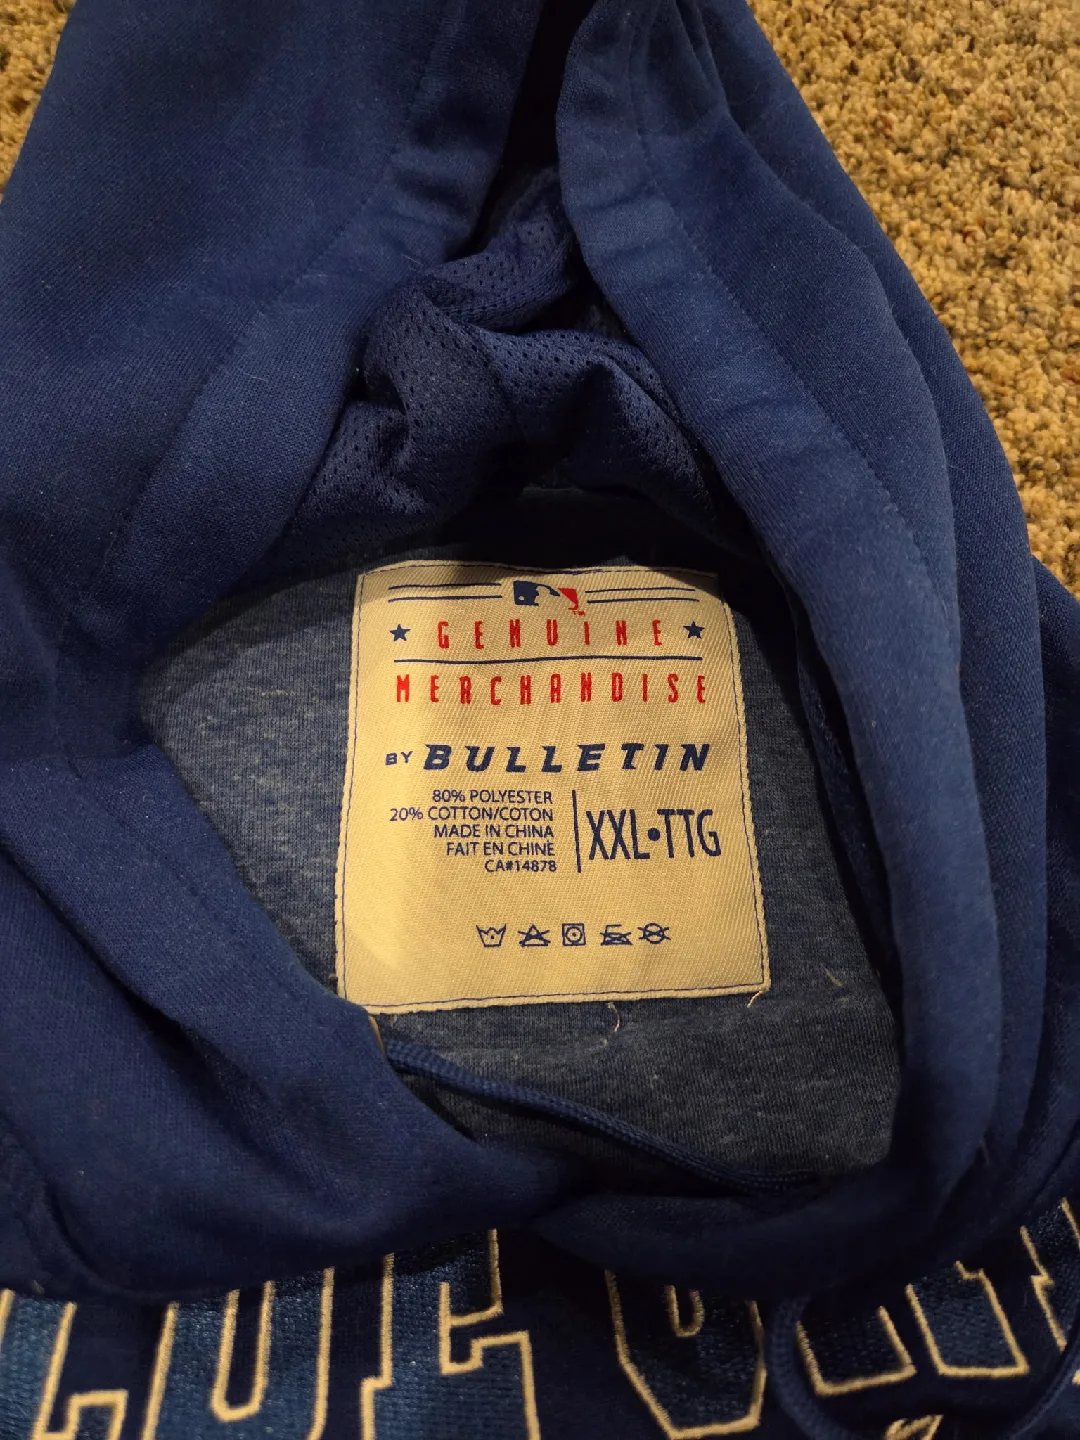 ★ GENUINE ★
MERCHANDISE
BY BULLETIN
80% POLYESTER
20% COTTON/COTON
MADE IN CHINA
FAIT EN CHINE
CA#14878
XXL•TTG